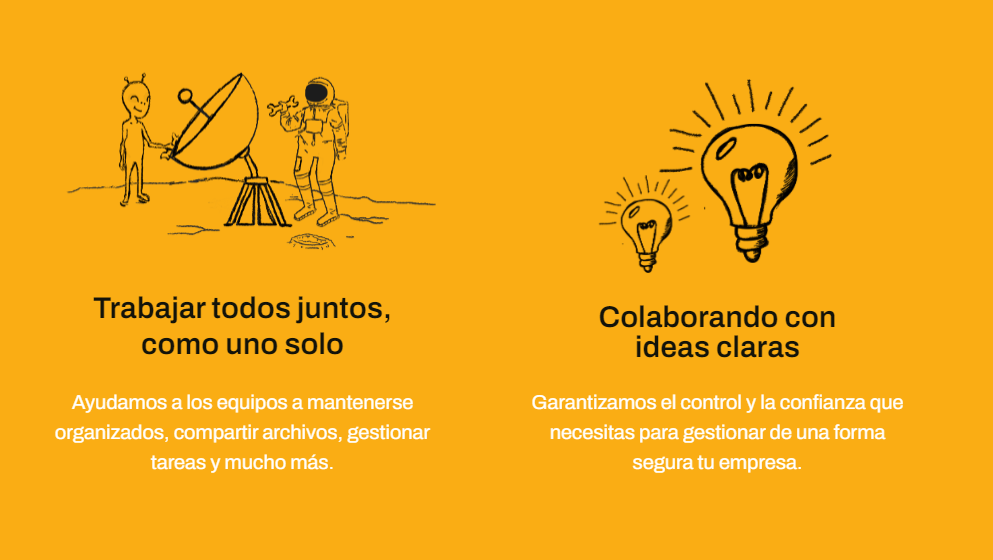 Trabajar todos juntos,
como uno solo
Ayudamos a los equipos a mantenerse
organizados, compartir archivos, gestionar
tareas y mucho más.
Colaborando con
ideas claras
Garantizamos el control y la confianza que
necesitas para gestionar de una forma
segura tu empresa.